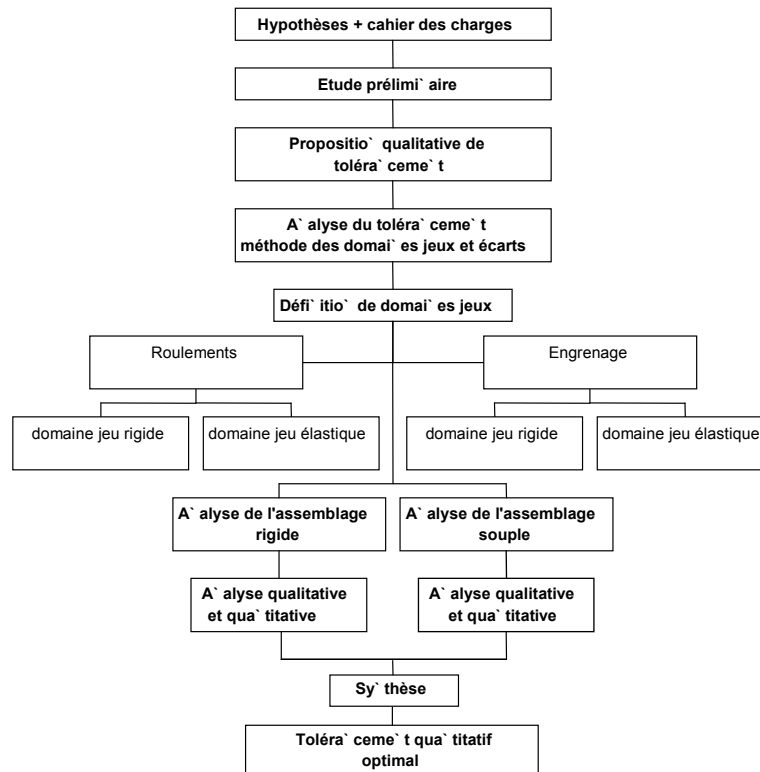 Hypothèses + cahier des charges
Etude prélimi` aire
Propositio` qualitative de
toléra` ceme` t
A` alyse du toléra` ceme` t
méthode des domai` es jeux et écarts
Défi` itio` de domai` es jeux
Roulements
Engrenage
domaine jeu rigide
domaine jeu élastique
domaine jeu rigide
domaine jeu élastique
A` alyse de l'assemblage
rigide
A` alyse de l'assemblage
souple
A` alyse qualitative
et qua` titative
A` alyse qualitative
et qua` titative
Sy` thèse
Toléra` ceme` t qua` titatif
optimal